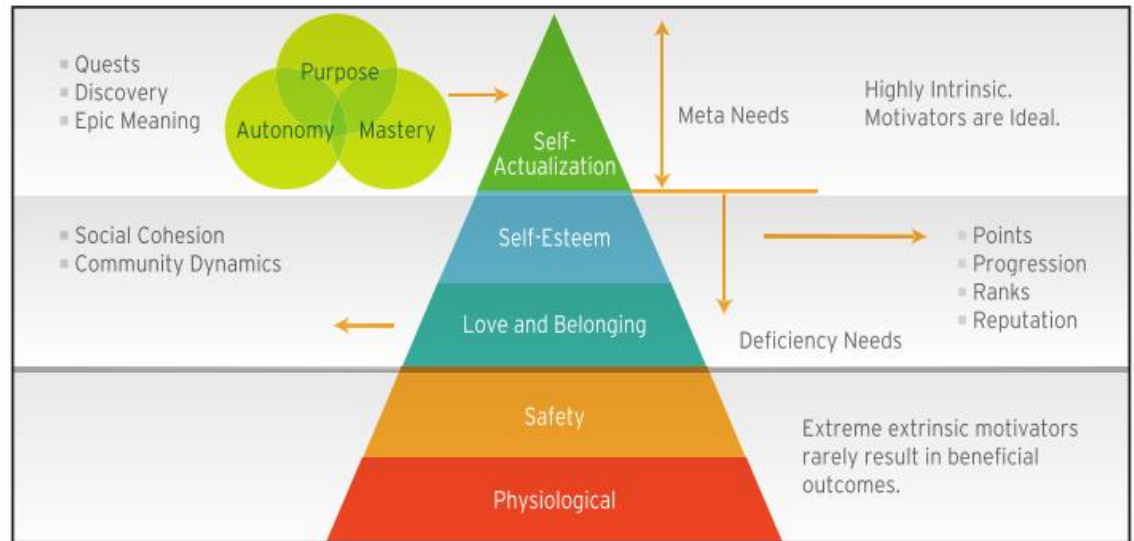 Quests
Discovery
Epic Meaning
Purpose
Autonomy
Mastery
Self-
Actualization
Meta Needs
Highly Intrinsic.
Motivators are Ideal.
Social Cohesion
Community Dynamics
Self-Esteem
Points
Progression
Ranks
Reputation
Love and Belonging
Deficiency Needs
Safety
Extreme extrinsic motivators
rarely result in beneficial
outcomes.
Physiological